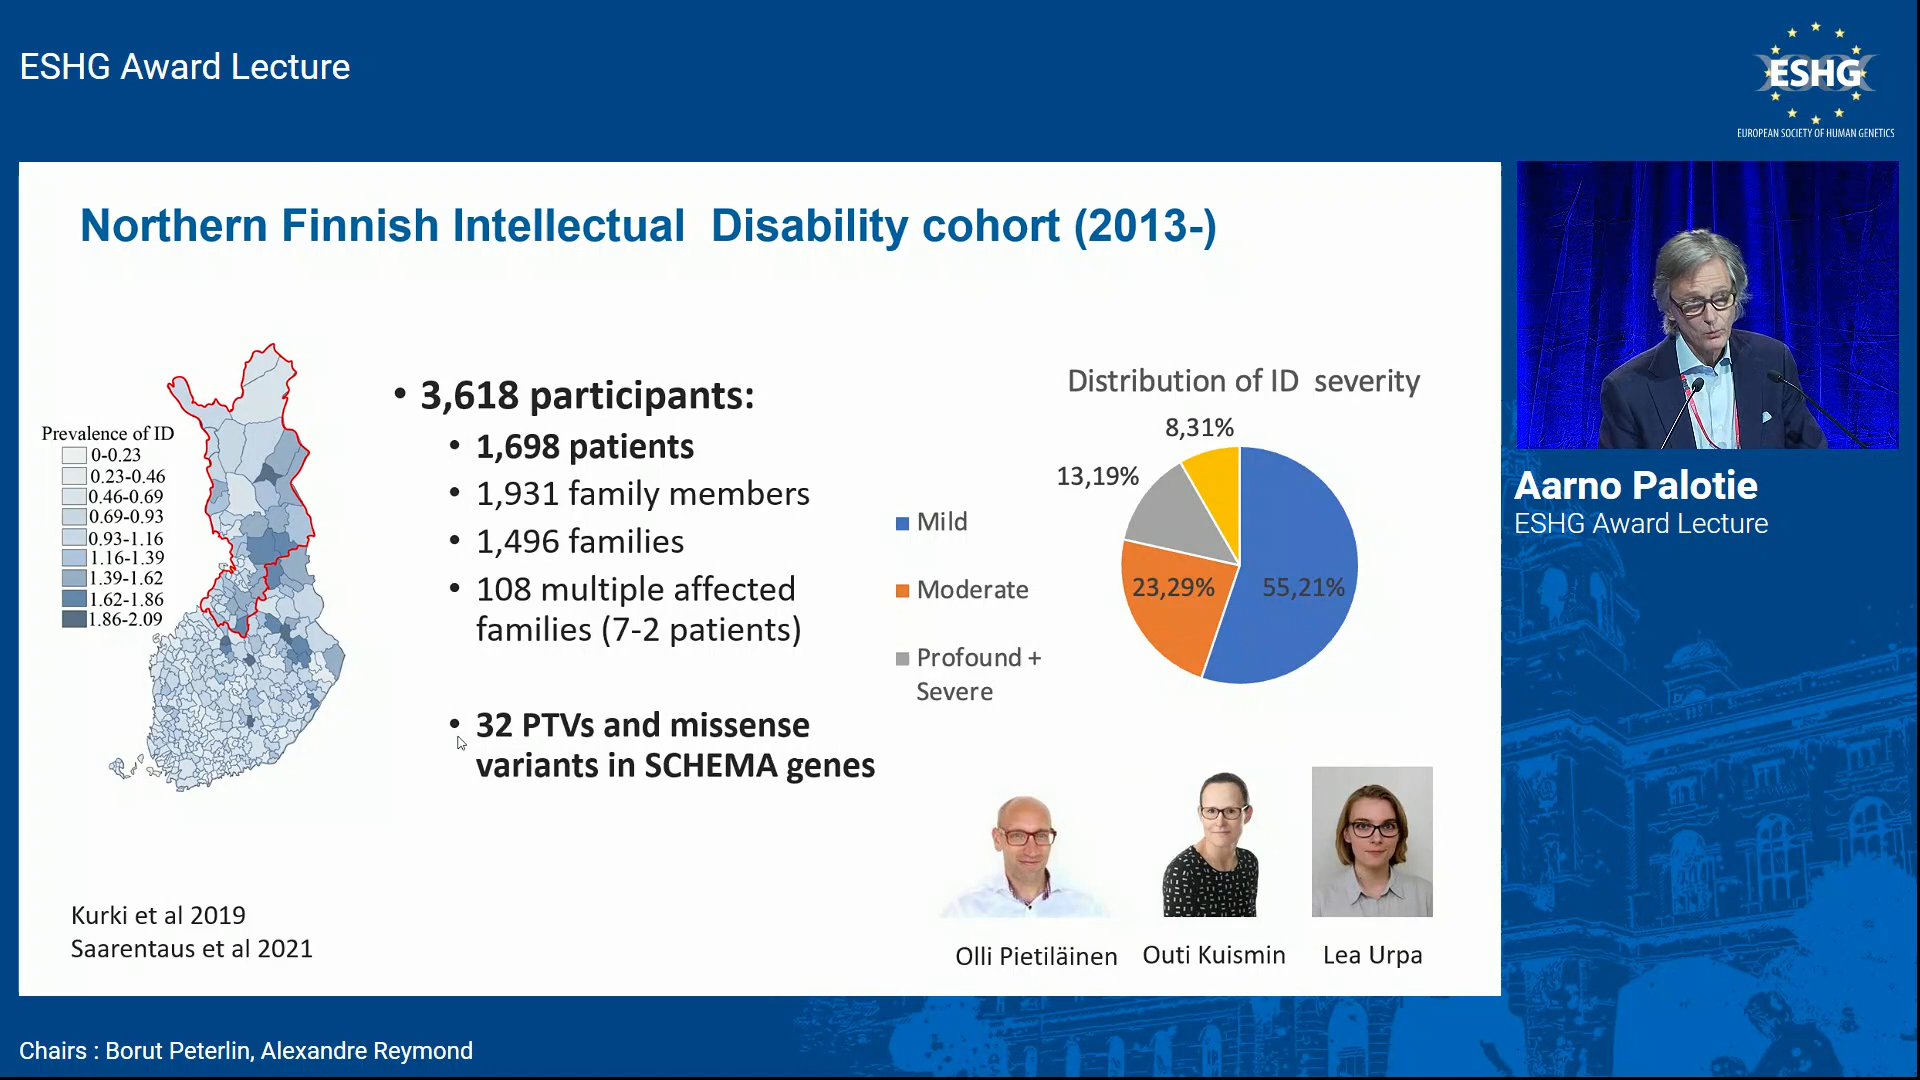 ESHG Award Lecture
ESHG
EUROPEAN SOCIETY OF HUMAN GENETICS
Northern Finnish Intellectual Disability cohort (2013-)
Prevalence of ID
0-0.23
0.23-0.46
0.46-0.69
0.69-0.93
0.93-1.16
1.16-1.39
1.39-1.62
1.62-1.86
1.86-2.09
• 3,618 participants:
• 1,698 patients
• 1,931 family members
• 1,496 families
• 108 multiple affected
families (7-2 patients)
• 32 PTVs and missense
variants in SCHEMA genes
Distribution of ID severity
8,31%
13,19%
23,29%
55,21%
Mild
Moderate
Profound +
Severe
Olli Pietiläinen
Outi Kuismin
Lea Urpa
Kurki et al 2019
Saarentaus et al 2021
Aarno Palotie
ESHG Award Lecture
Chairs : Borut Peterlin, Alexandre Reymond